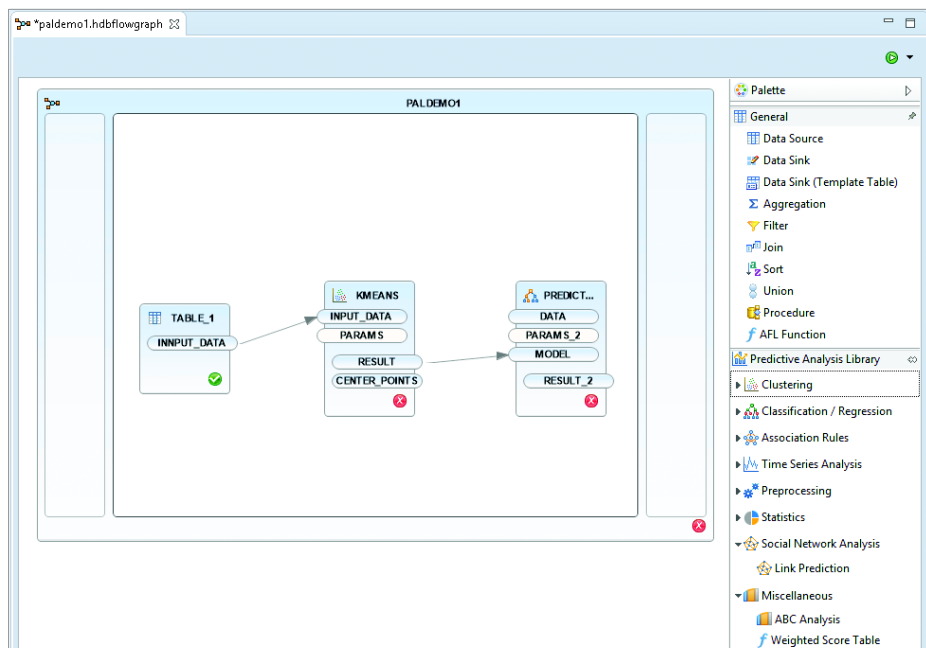 *paldemo1.hdbflowgraph
PALDEMO1
TABLE_1
INNPUT_DATA
KMEANS
INPUT_DATA
PARAMS
RESULT
CENTER_POINTS
PREDICT...
DATA
PARAMS_2
MODEL
RESULT_2
Palette
General
Data Source
Data Sink
Data Sink (Template Table)
Aggregation
Filter
Join
Sort
Union
Procedure
AFL Function
Predictive Analysis Library
Clustering
Classification / Regression
Association Rules
Time Series Analysis
Preprocessing
Statistics
Social Network Analysis
Link Prediction
Miscellaneous
ABC Analysis
Weighted Score Table